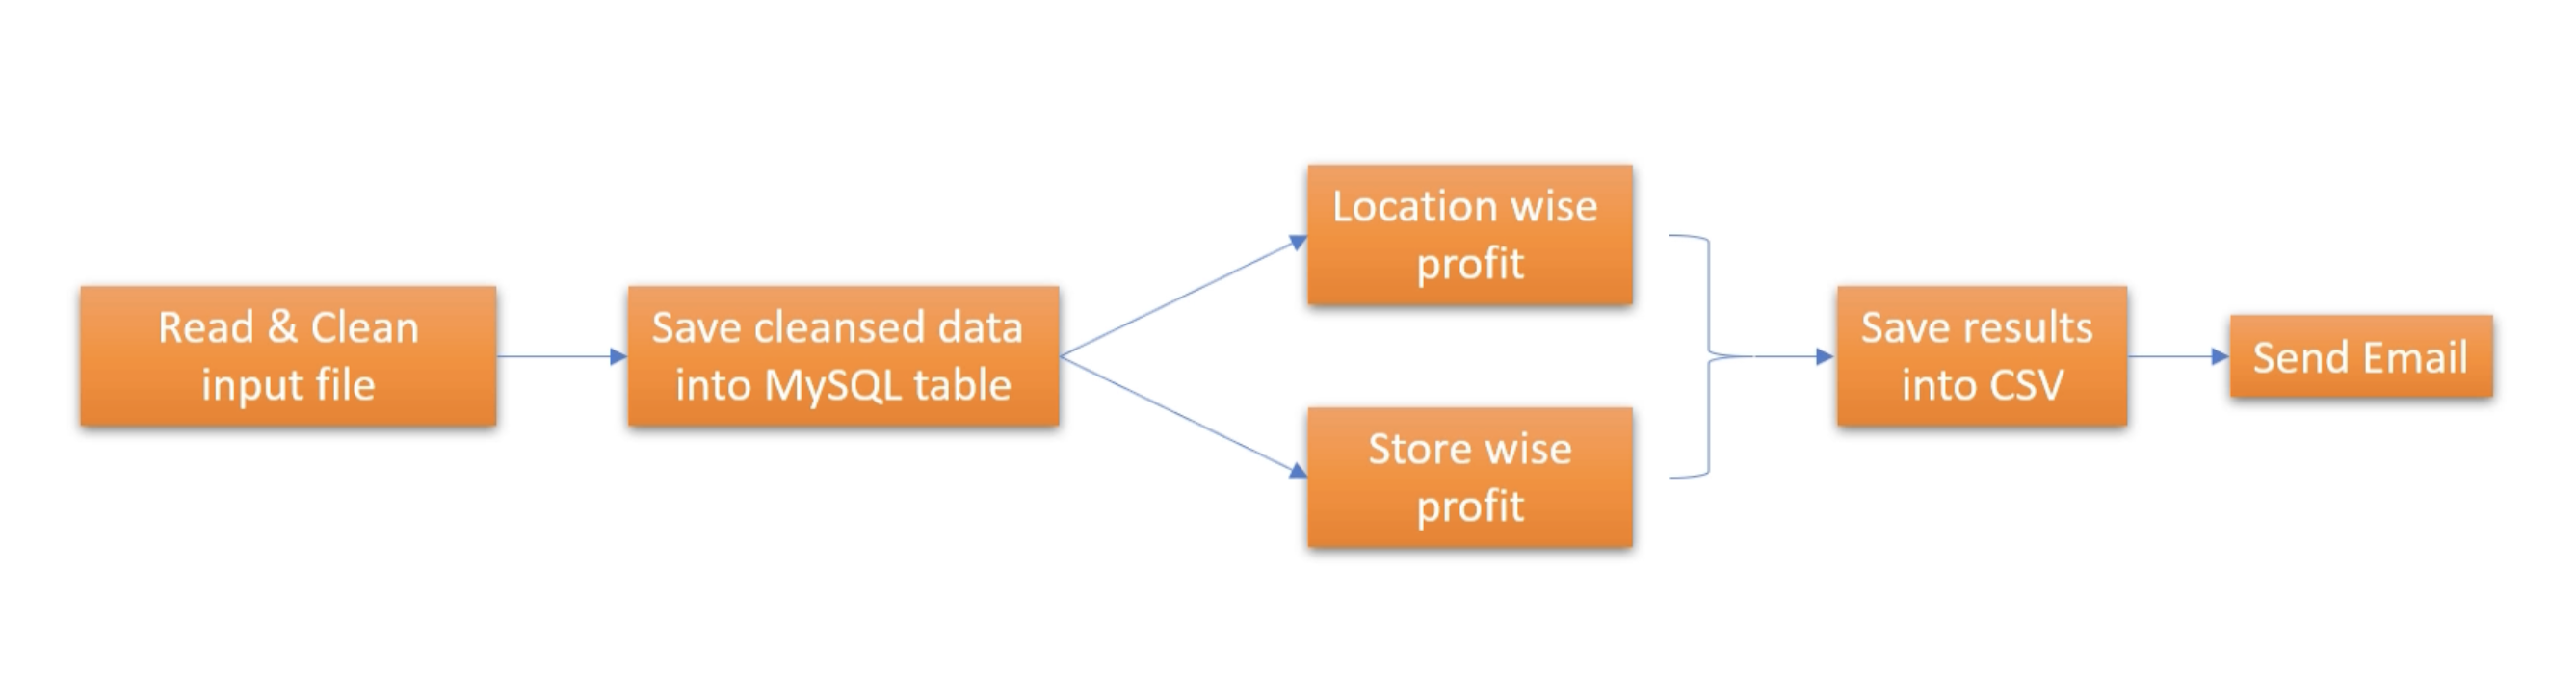 Read & Clean
input file
Save cleansed data
into MySQL table
Location wise
profit
Store wise
profit
Save results
into CSV
Send Email